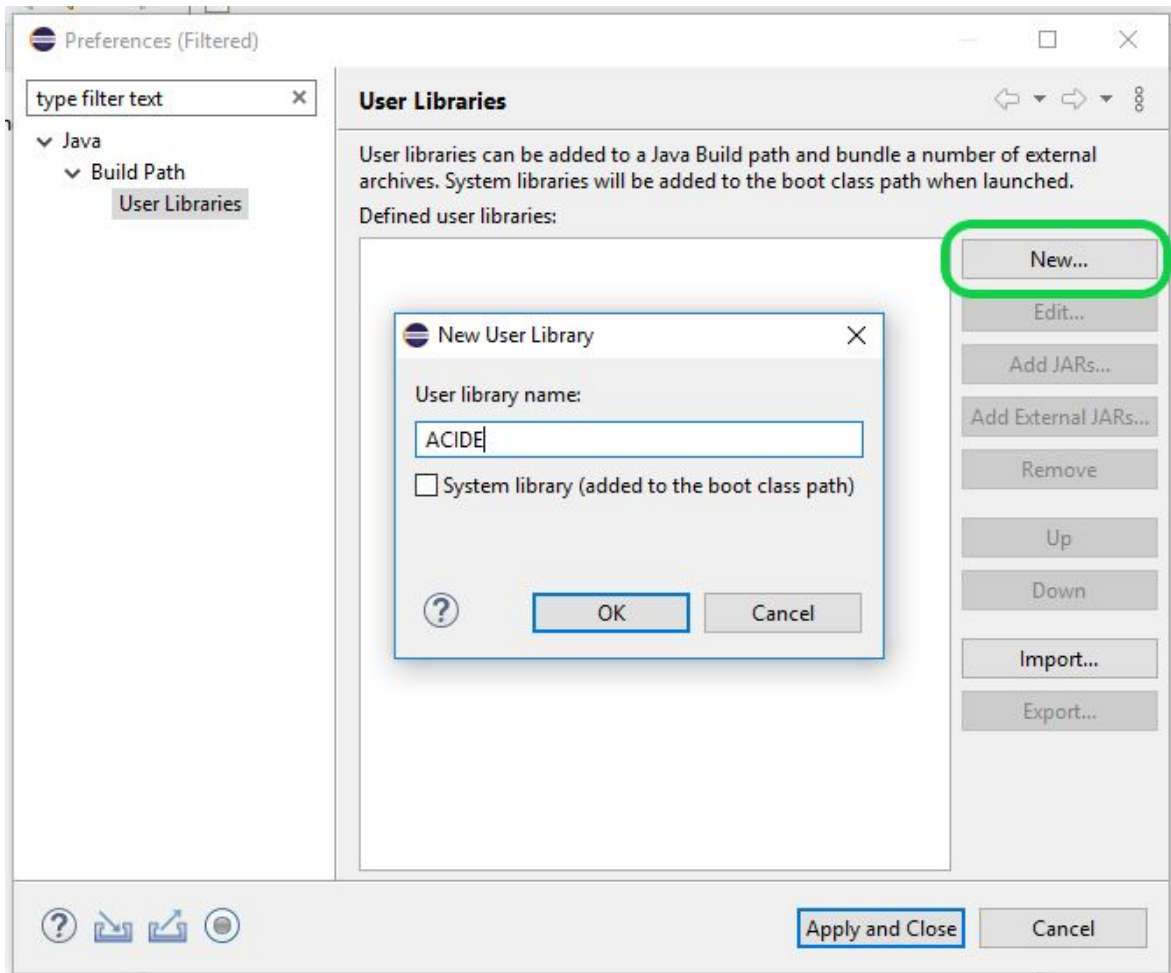 Preferences (Filtered)
type filter text
Java
Build Path
User Libraries
User Libraries
User libraries can be added to a Java Build path and bundle a number of external
archives. System libraries will be added to the boot class path when launched.
Defined user libraries:
New...
Edit...
Add JARs...
Add External JARs...
Remove
Up
Down
Import...
Export...
New User Library
User library name:
ACIDE
System library (added to the boot class path)
OK
Cancel
Apply and Close
Cancel